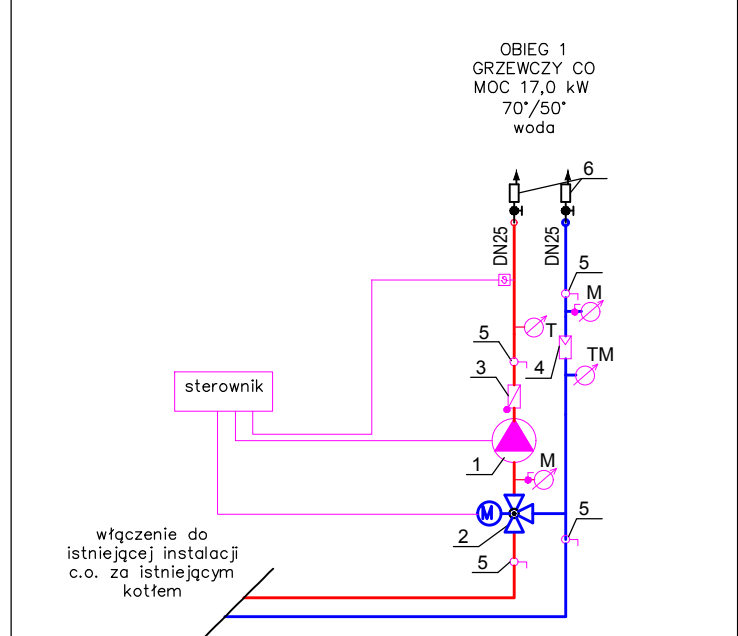 OBIEG 1
GRZEWCZY CO
MOC 17,0 kW
70°/50°
woda
6
DN25
DN25
5
M
T
5
3
4
TM
sterownik
1
M
M
2
5
5
włączenie do
istniejącej instalacji
c.o. za istniejącym
kotłem